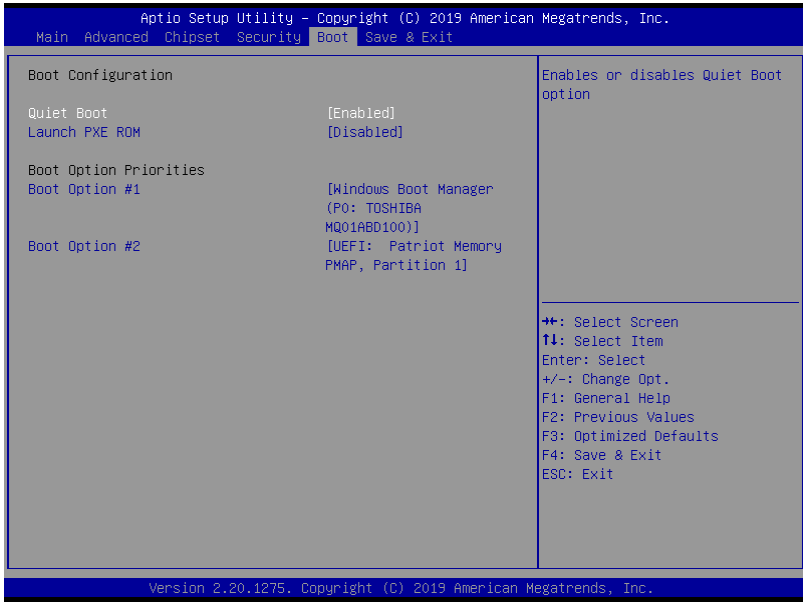 Aptio Setup Utility – Copyright (C) 2019 American Megatrends, Inc.
Main Advanced Chipset Security Boot Save & Exit
Boot Configuration
Quiet Boot [Enabled]
Launch PXE ROM [Disabled]
Boot Option Priorities
Boot Option #1 [Windows Boot Manager
(P0: TOSHIBA
MQ01ABD100)]
Boot Option #2 [UEFI: Patriot Memory
PMAP, Partition 1]
Enables or disables Quiet Boot
option
→←: Select Screen
↑↓: Select Item
Enter: Select
+/-: Change Opt.
F1: General Help
F2: Previous Values
F3: Optimized Defaults
F4: Save & Exit
ESC: Exit
Version 2.20.1275. Copyright (C) 2019 American Megatrends, Inc.